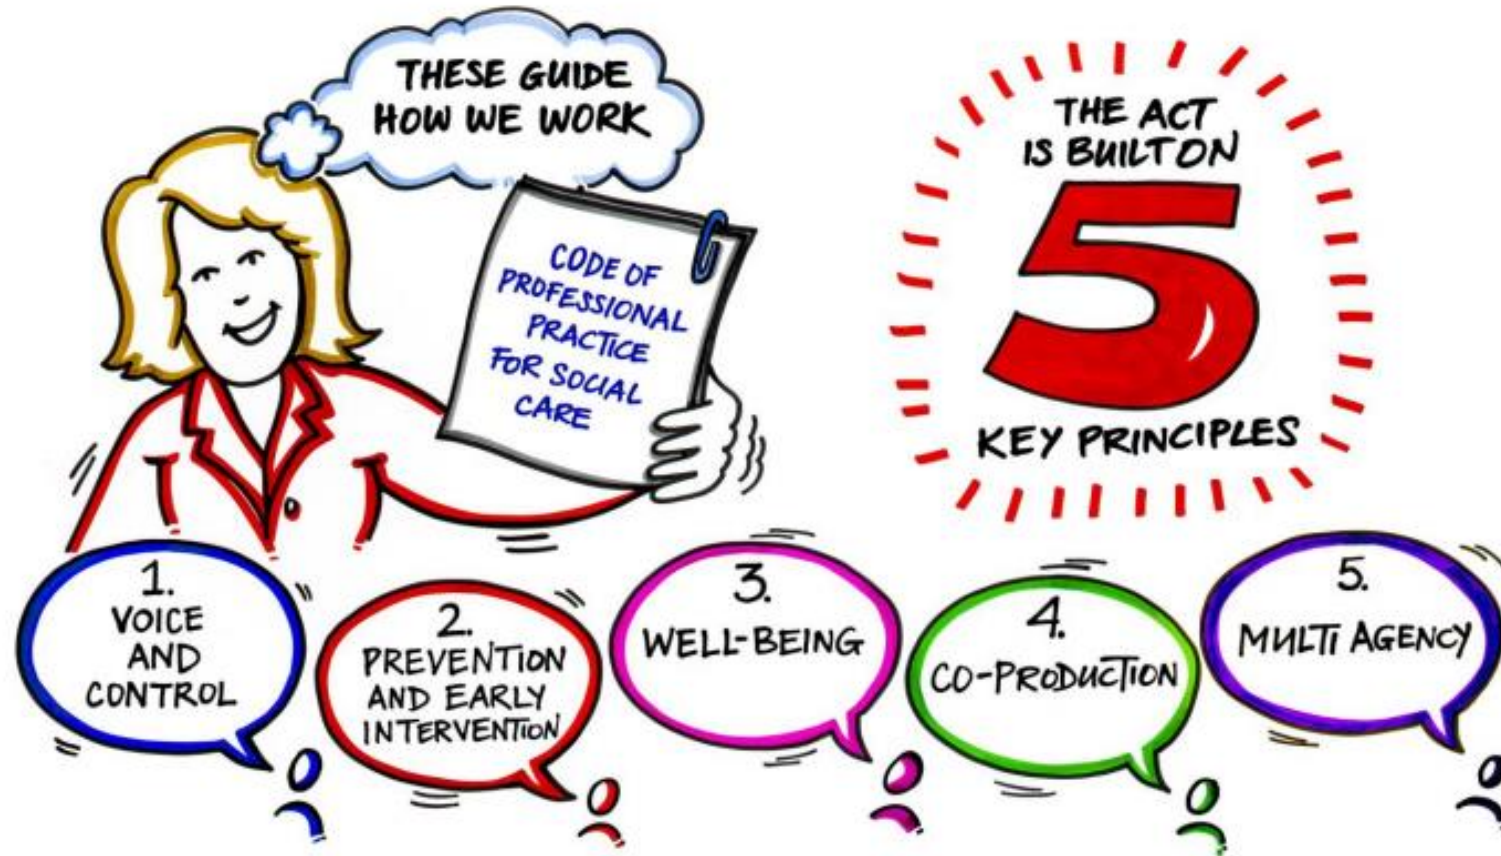 THESE GUIDE
HOW WE WORK
CODE OF
PROFESSIONAL
PRACTICE
FOR SOCIAL
CARE
THE ACT
IS BUILT ON
5
KEY PRINCIPLES
1.
VOICE
AND
CONTROL
2.
PREVENTION
AND EARLY
INTERVENTION
3.
WELL-BEING
4.
CO-PRODUCTION
5.
MULTI AGENCY